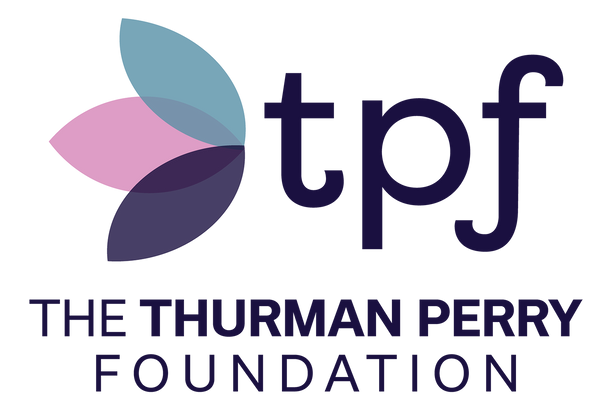 tpf
THE THURMAN PERRY
FOUNDATION